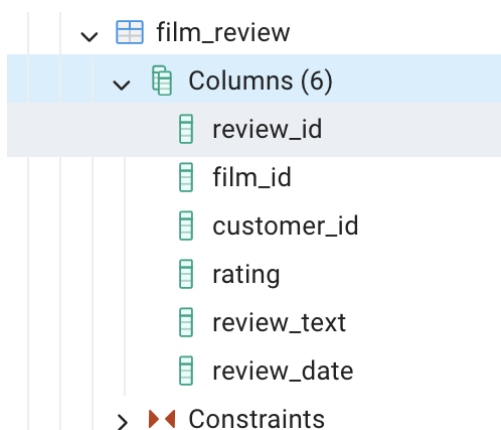 film_review
Columns (6)
review_id
film_id
customer_id
rating
review_text
review_date
Constraints